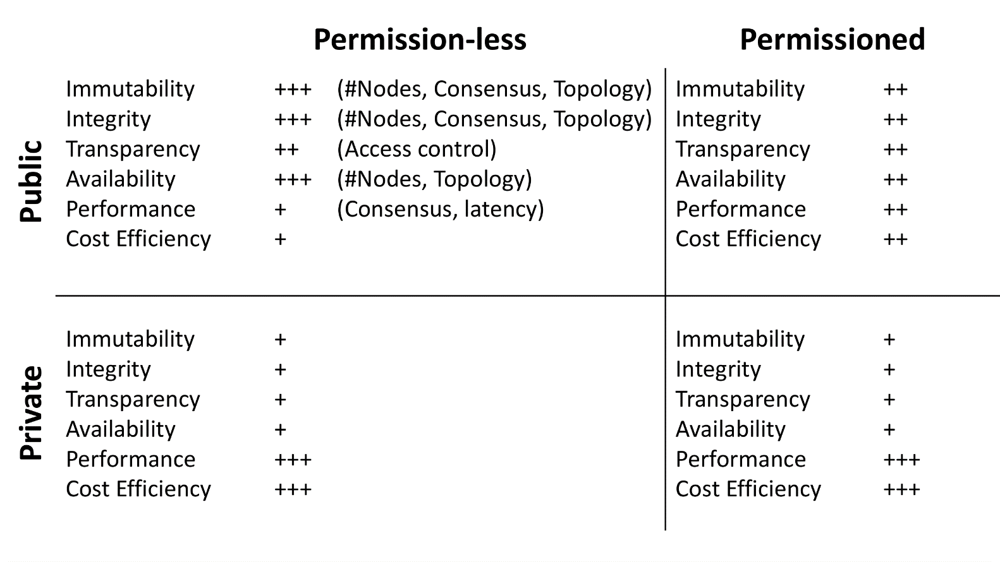 Permission-less Permissioned
Public
Immutability +++ (#Nodes, Consensus, Topology)
Integrity +++ (#Nodes, Consensus, Topology)
Transparency ++ (Access control)
Availability +++ (#Nodes, Topology)
Performance + (Consensus, latency)
Cost Efficiency +
Immutability ++
Integrity ++
Transparency ++
Availability ++
Performance ++
Cost Efficiency ++
Private
Immutability +
Integrity +
Transparency +
Availability +
Performance +++
Cost Efficiency +++
Immutability +
Integrity +
Transparency +
Availability +
Performance +++
Cost Efficiency +++